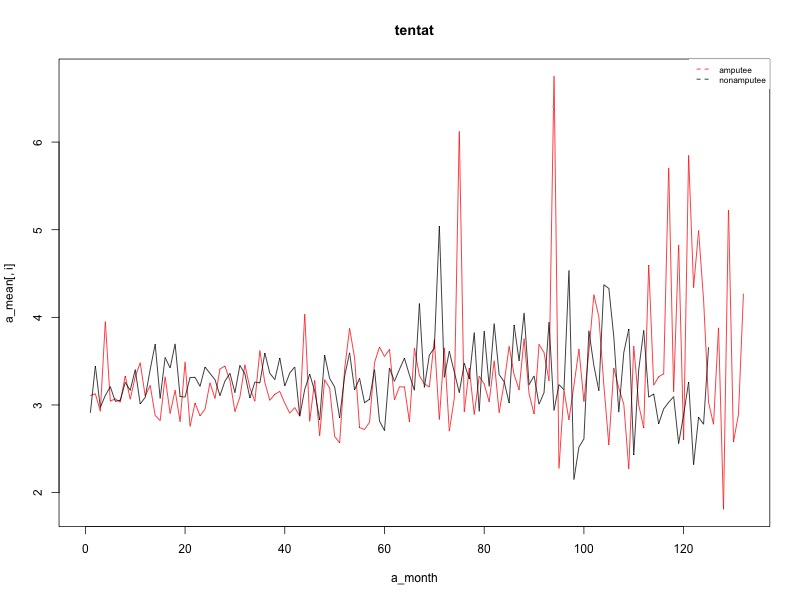 tentat
amputee
nonamputee
a_mean[, i]
6
5
4
3
2
0 20 40 60 80 100 120
a_month